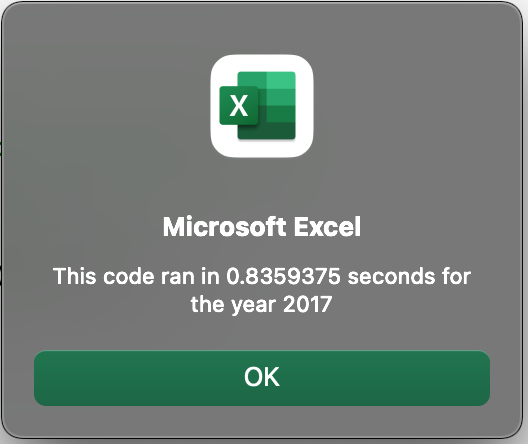 X
Microsoft Excel
This code ran in 0.8359375 seconds for
the year 2017
OK